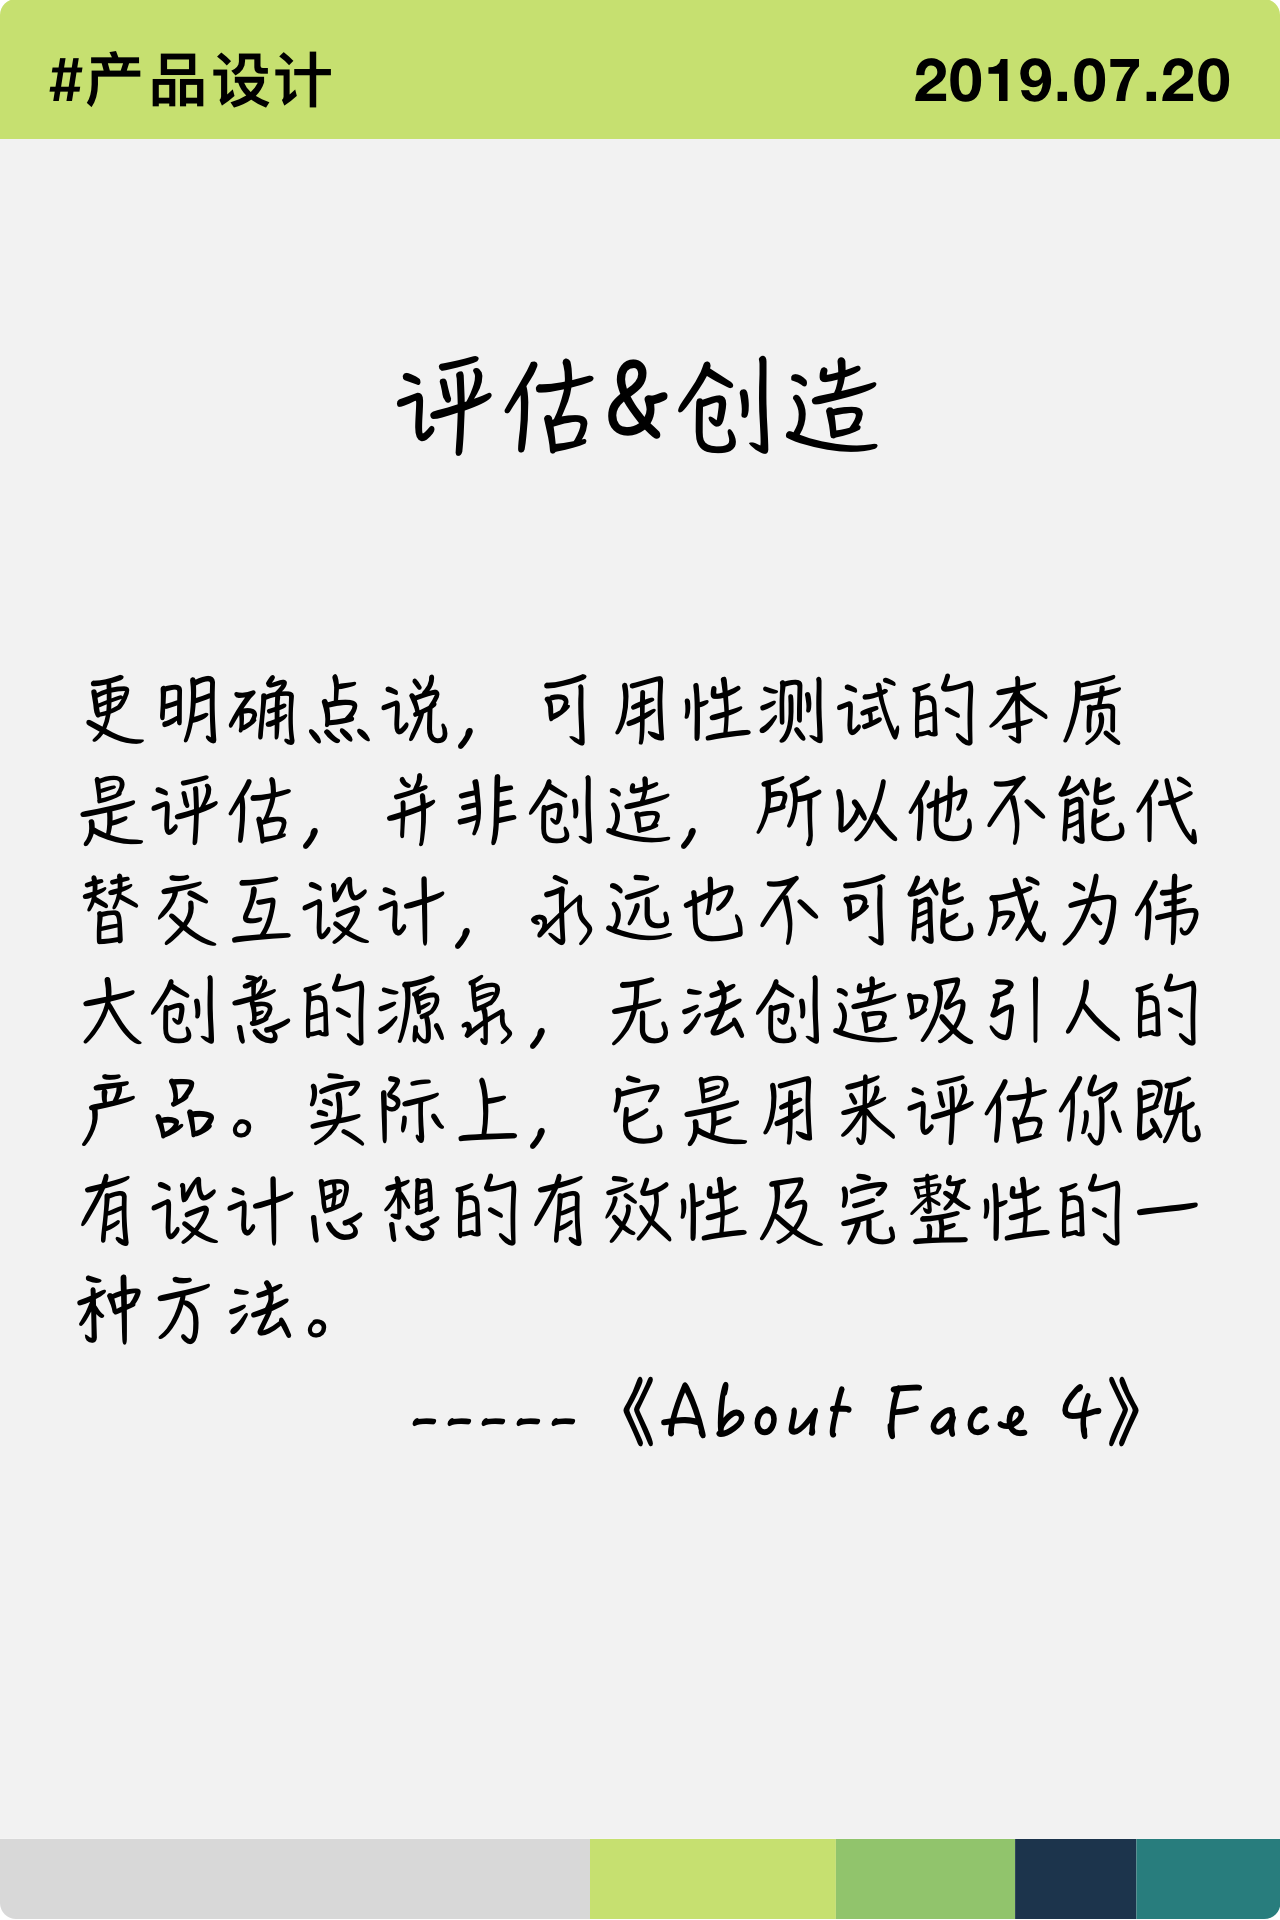 #产品设计
2019.07.20
评估&创造
更明确点说，可用性测试的本质
是评估，并非创造，所以他不能代
替交互设计，永远也不可能成为伟
大创意的源泉，无法创造吸引人的
产品。实际上，它是用来评估你既
有设计思想的有效性及完整性的一
种方法。
-----《About Face 4》